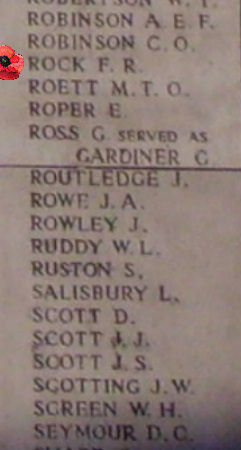 ROBERTSON W. T.
ROBINSON A. E. F.
ROBINSON C. O.
ROCK F. R.
ROETT M. T. O.
ROPER E.
ROSS G. SERVED AS
GARDINER G.
ROUTLEDGE J.
ROWE J. A.
ROWLEY J.
RUDDY W. L.
RUSTON S.
SALISBURY L.
SCOTT D.
SCOTT J. J.
SCOTT J. S.
SCOTTING J. W.
SCREEN W. H.
SEYMOUR D. C.